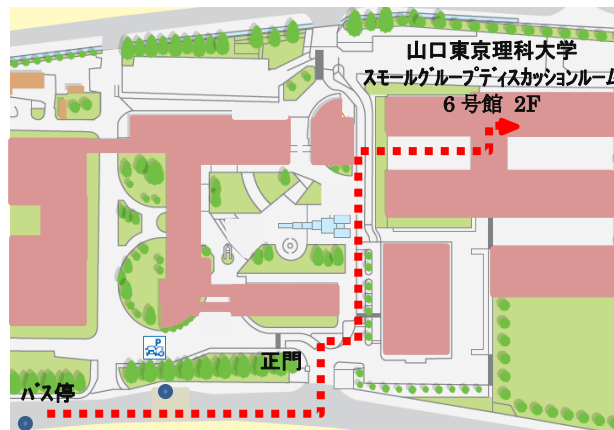 山口東京理科大学
スモールグループディスカッションルーム
6号館 2F
P
正門
バス停